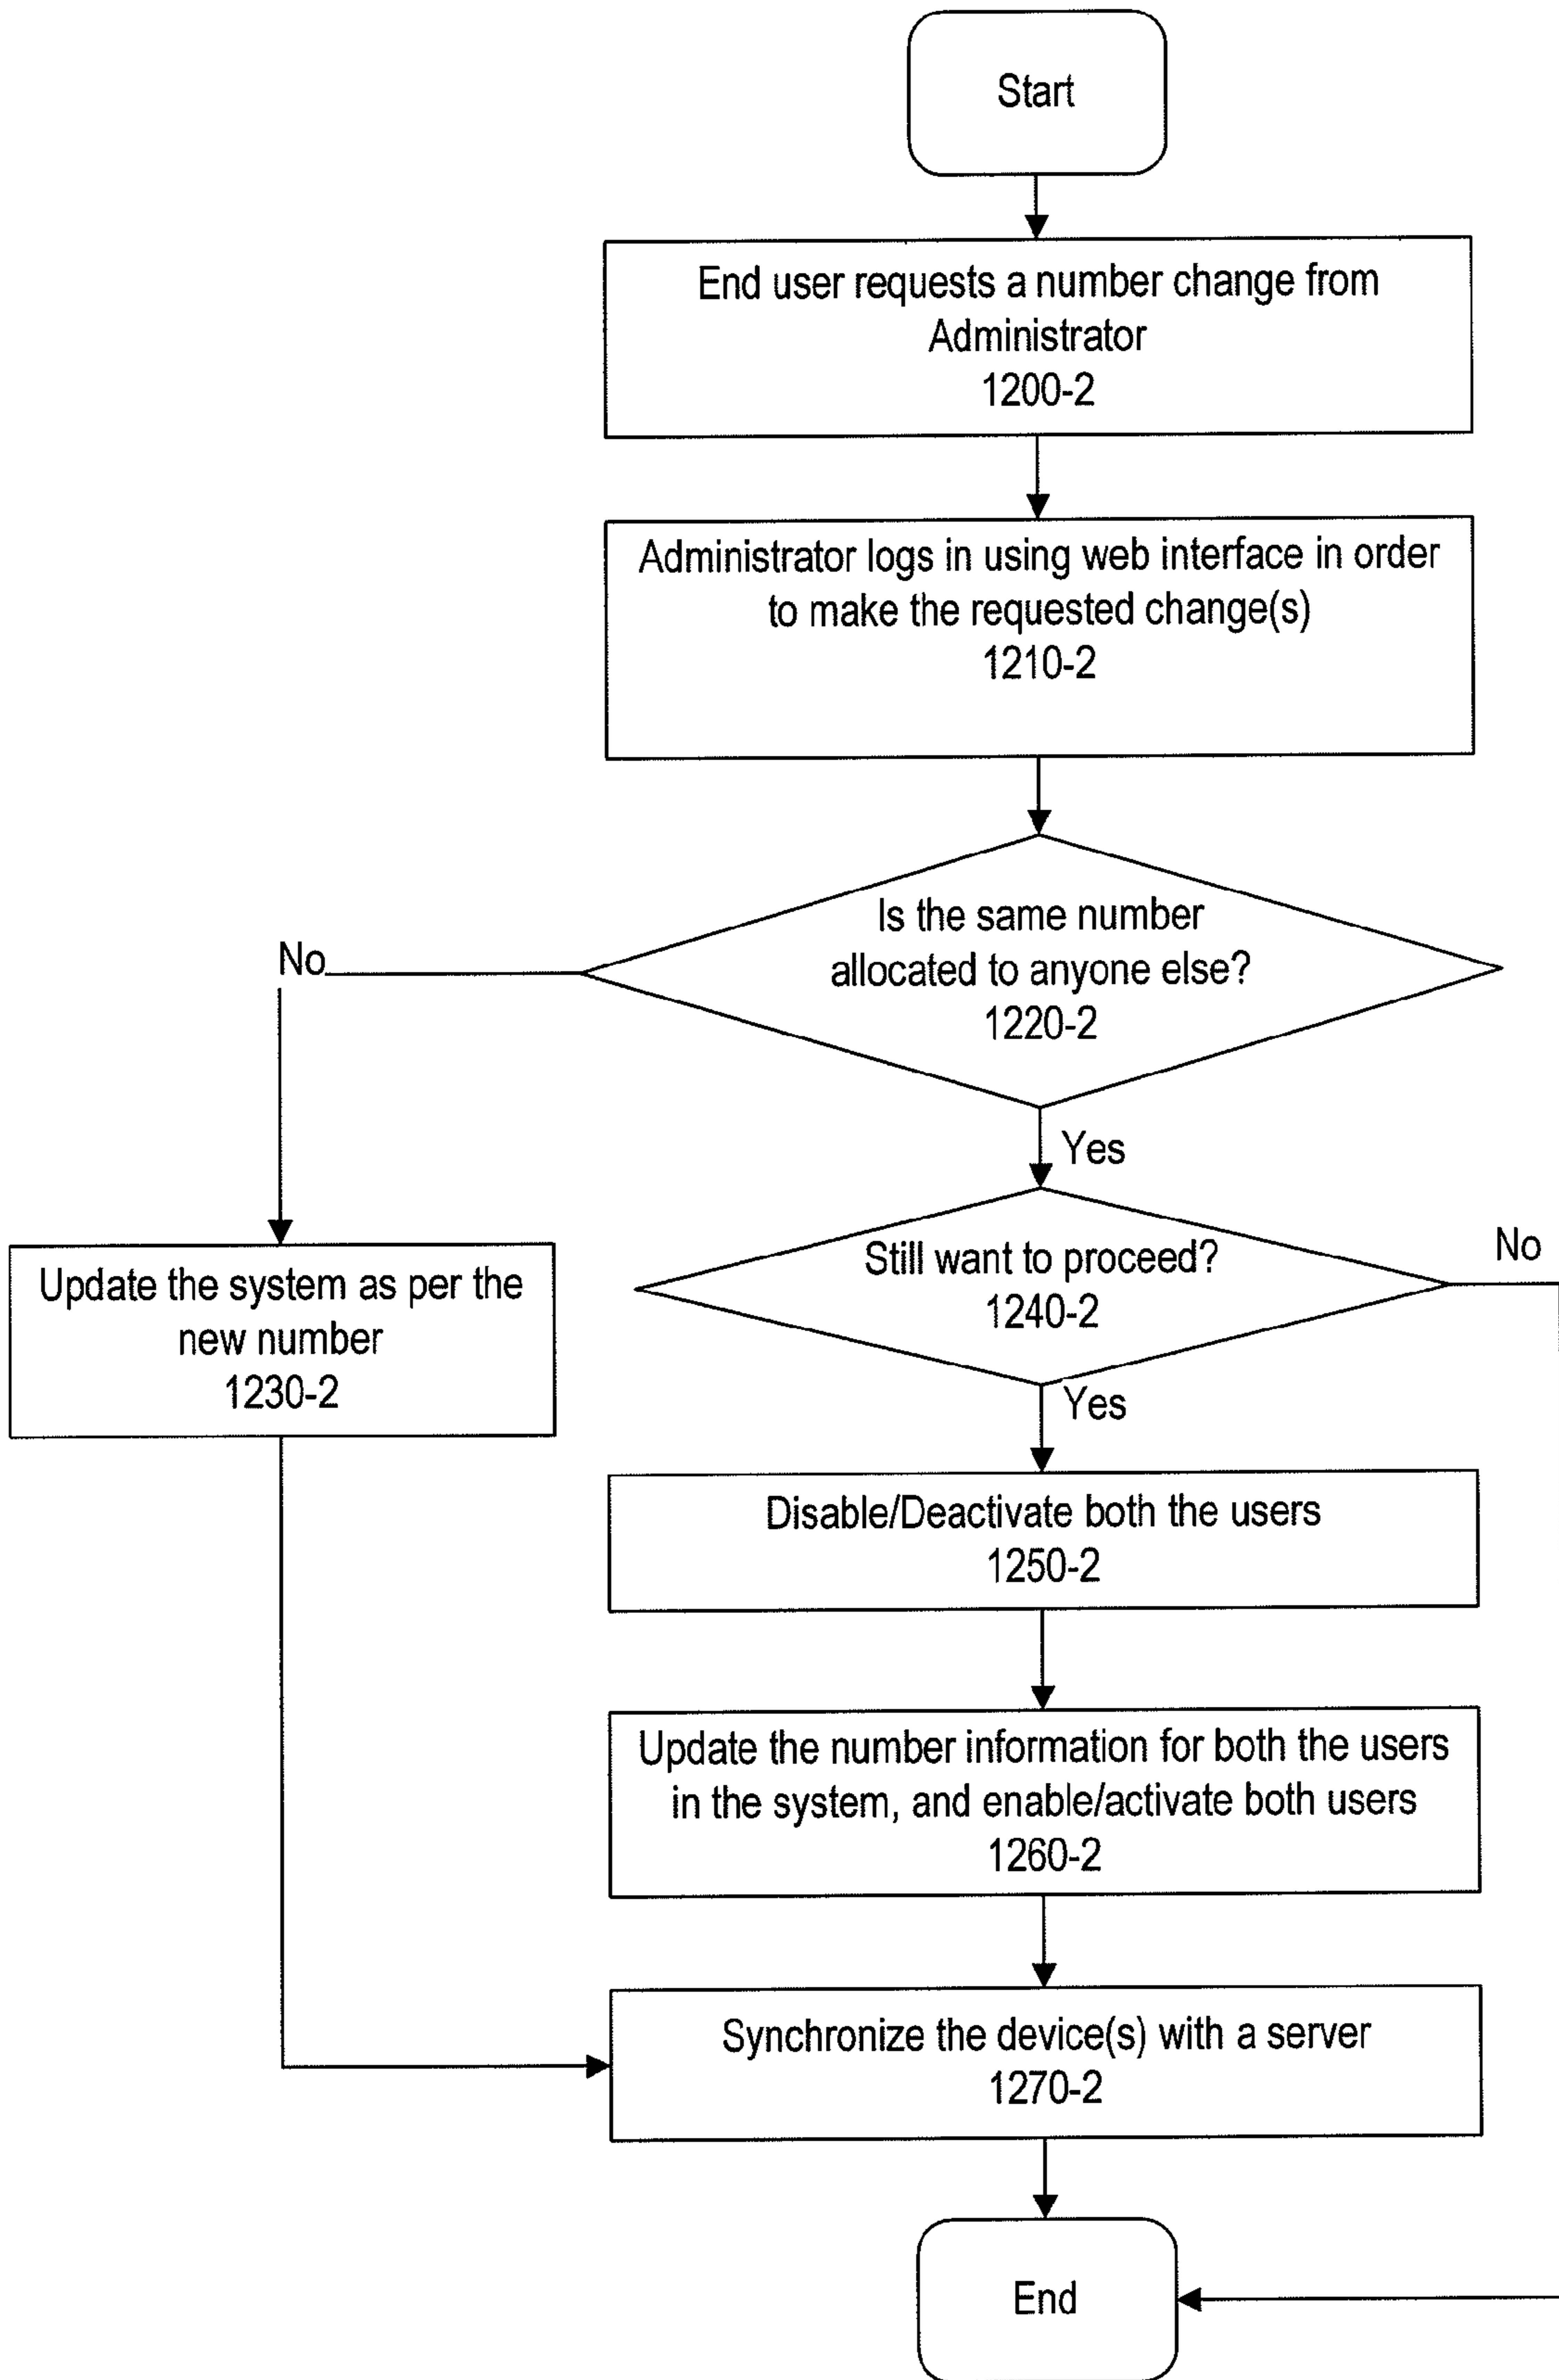 Start
End user requests a number change from
Administrator
1200-2
Administrator logs in using web interface in order
to make the requested change(s)
1210-2
Is the same number
allocated to anyone else?
1220-2
No
Yes
Still want to proceed?
1240-2
No
Update the system as per the
new number
1230-2
Yes
Disable/Deactivate both the users
1250-2
Update the number information for both the users
in the system, and enable/activate both users
1260-2
Synchronize the device(s) with a server
1270-2
End